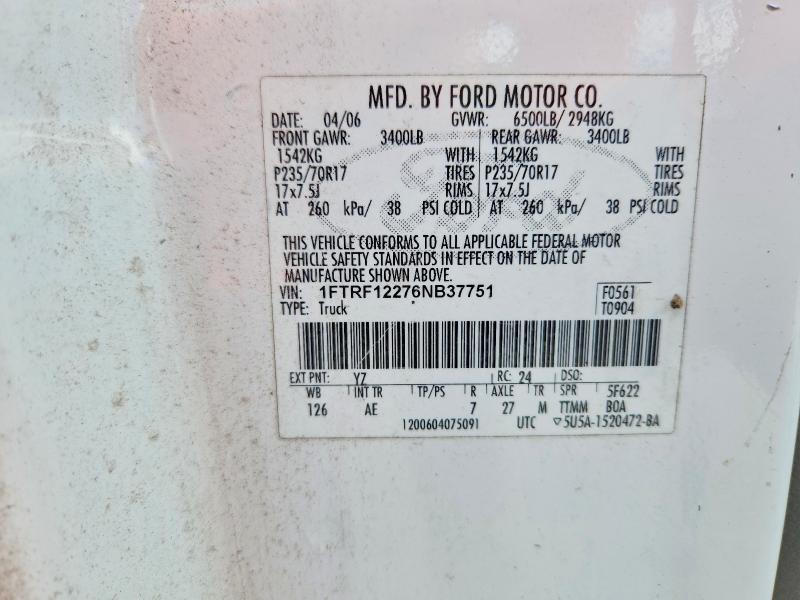 MFD. BY FORD MOTOR CO.
DATE: 04/06 GVWR: 6500LB/ 2948KG
FRONT GAWR: 3400LB REAR GAWR: 3400LB
1542KG WITH 1542KG WITH
P235/70R17 TIRES P235/70R17 TIRES
17x7.5J RIMS 17x7.5J RIMS
AT 260 kPa/ 38 PSI COLD AT 260 kPa/ 38 PSI COLD
THIS VEHICLE CONFORMS TO ALL APPLICABLE FEDERAL MOTOR
VEHICLE SAFETY STANDARDS IN EFFECT ON THE DATE OF
MANUFACTURE SHOWN ABOVE.
VIN: 1FTRF12276NB37751 F0561
TYPE: Truck T0904
EXT PNT: YZ RC: 24 DSO:
WB INT TR TP/PS R AXLE TR SPR 5F622
126 AE 7 27 M TTMM BOA
1200604075091 UTC ▽5U5A-1520472-BA